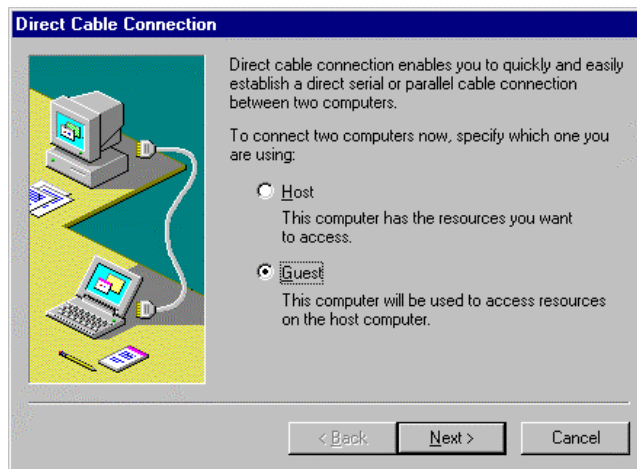 Direct Cable Connection
Direct cable connection enables you to quickly and easily
establish a direct serial or parallel cable connection
between two computers.
To connect two computers now, specify which one you
are using:
Host
This computer has the resources you want
to access.
Guest
This computer will be used to access resources
on the host computer.
< Back
Next >
Cancel